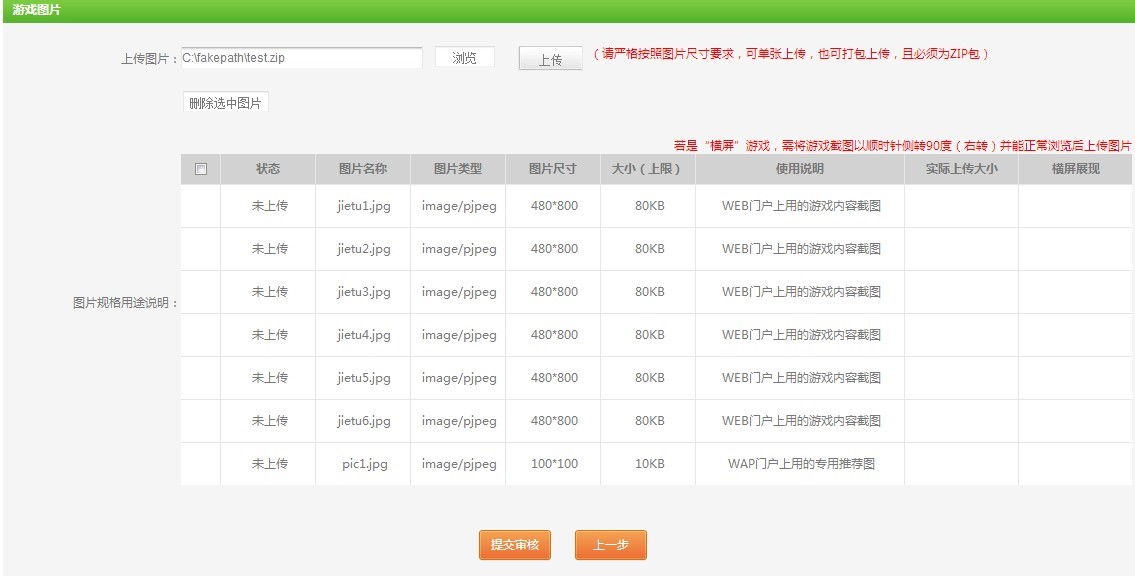 游戏图片
上传图片： C:\fakepath\test.zip 浏览 上传 （请严格按照图片尺寸要求，可单张上传，也可打包上传，且必须为ZIP包）
删除选中图片
若是“横屏”游戏，需将游戏截图以顺时针侧转90度（右转）并能正常浏览后上传图片
状态 图片名称 图片类型 图片尺寸 大小（上限） 使用说明 实际上传大小 横屏展现
未上传 jietu1.jpg image/pjpeg 480*800 80KB WEB门户上用的游戏内容截图
未上传 jietu2.jpg image/pjpeg 480*800 80KB WEB门户上用的游戏内容截图
未上传 jietu3.jpg image/pjpeg 480*800 80KB WEB门户上用的游戏内容截图
图片规格用途说明：
未上传 jietu4.jpg image/pjpeg 480*800 80KB WEB门户上用的游戏内容截图
未上传 jietu5.jpg image/pjpeg 480*800 80KB WEB门户上用的游戏内容截图
未上传 jietu6.jpg image/pjpeg 480*800 80KB WEB门户上用的游戏内容截图
未上传 pic1.jpg image/pjpeg 100*100 10KB WAP门户上用的专用推荐图
提交审核 上一步